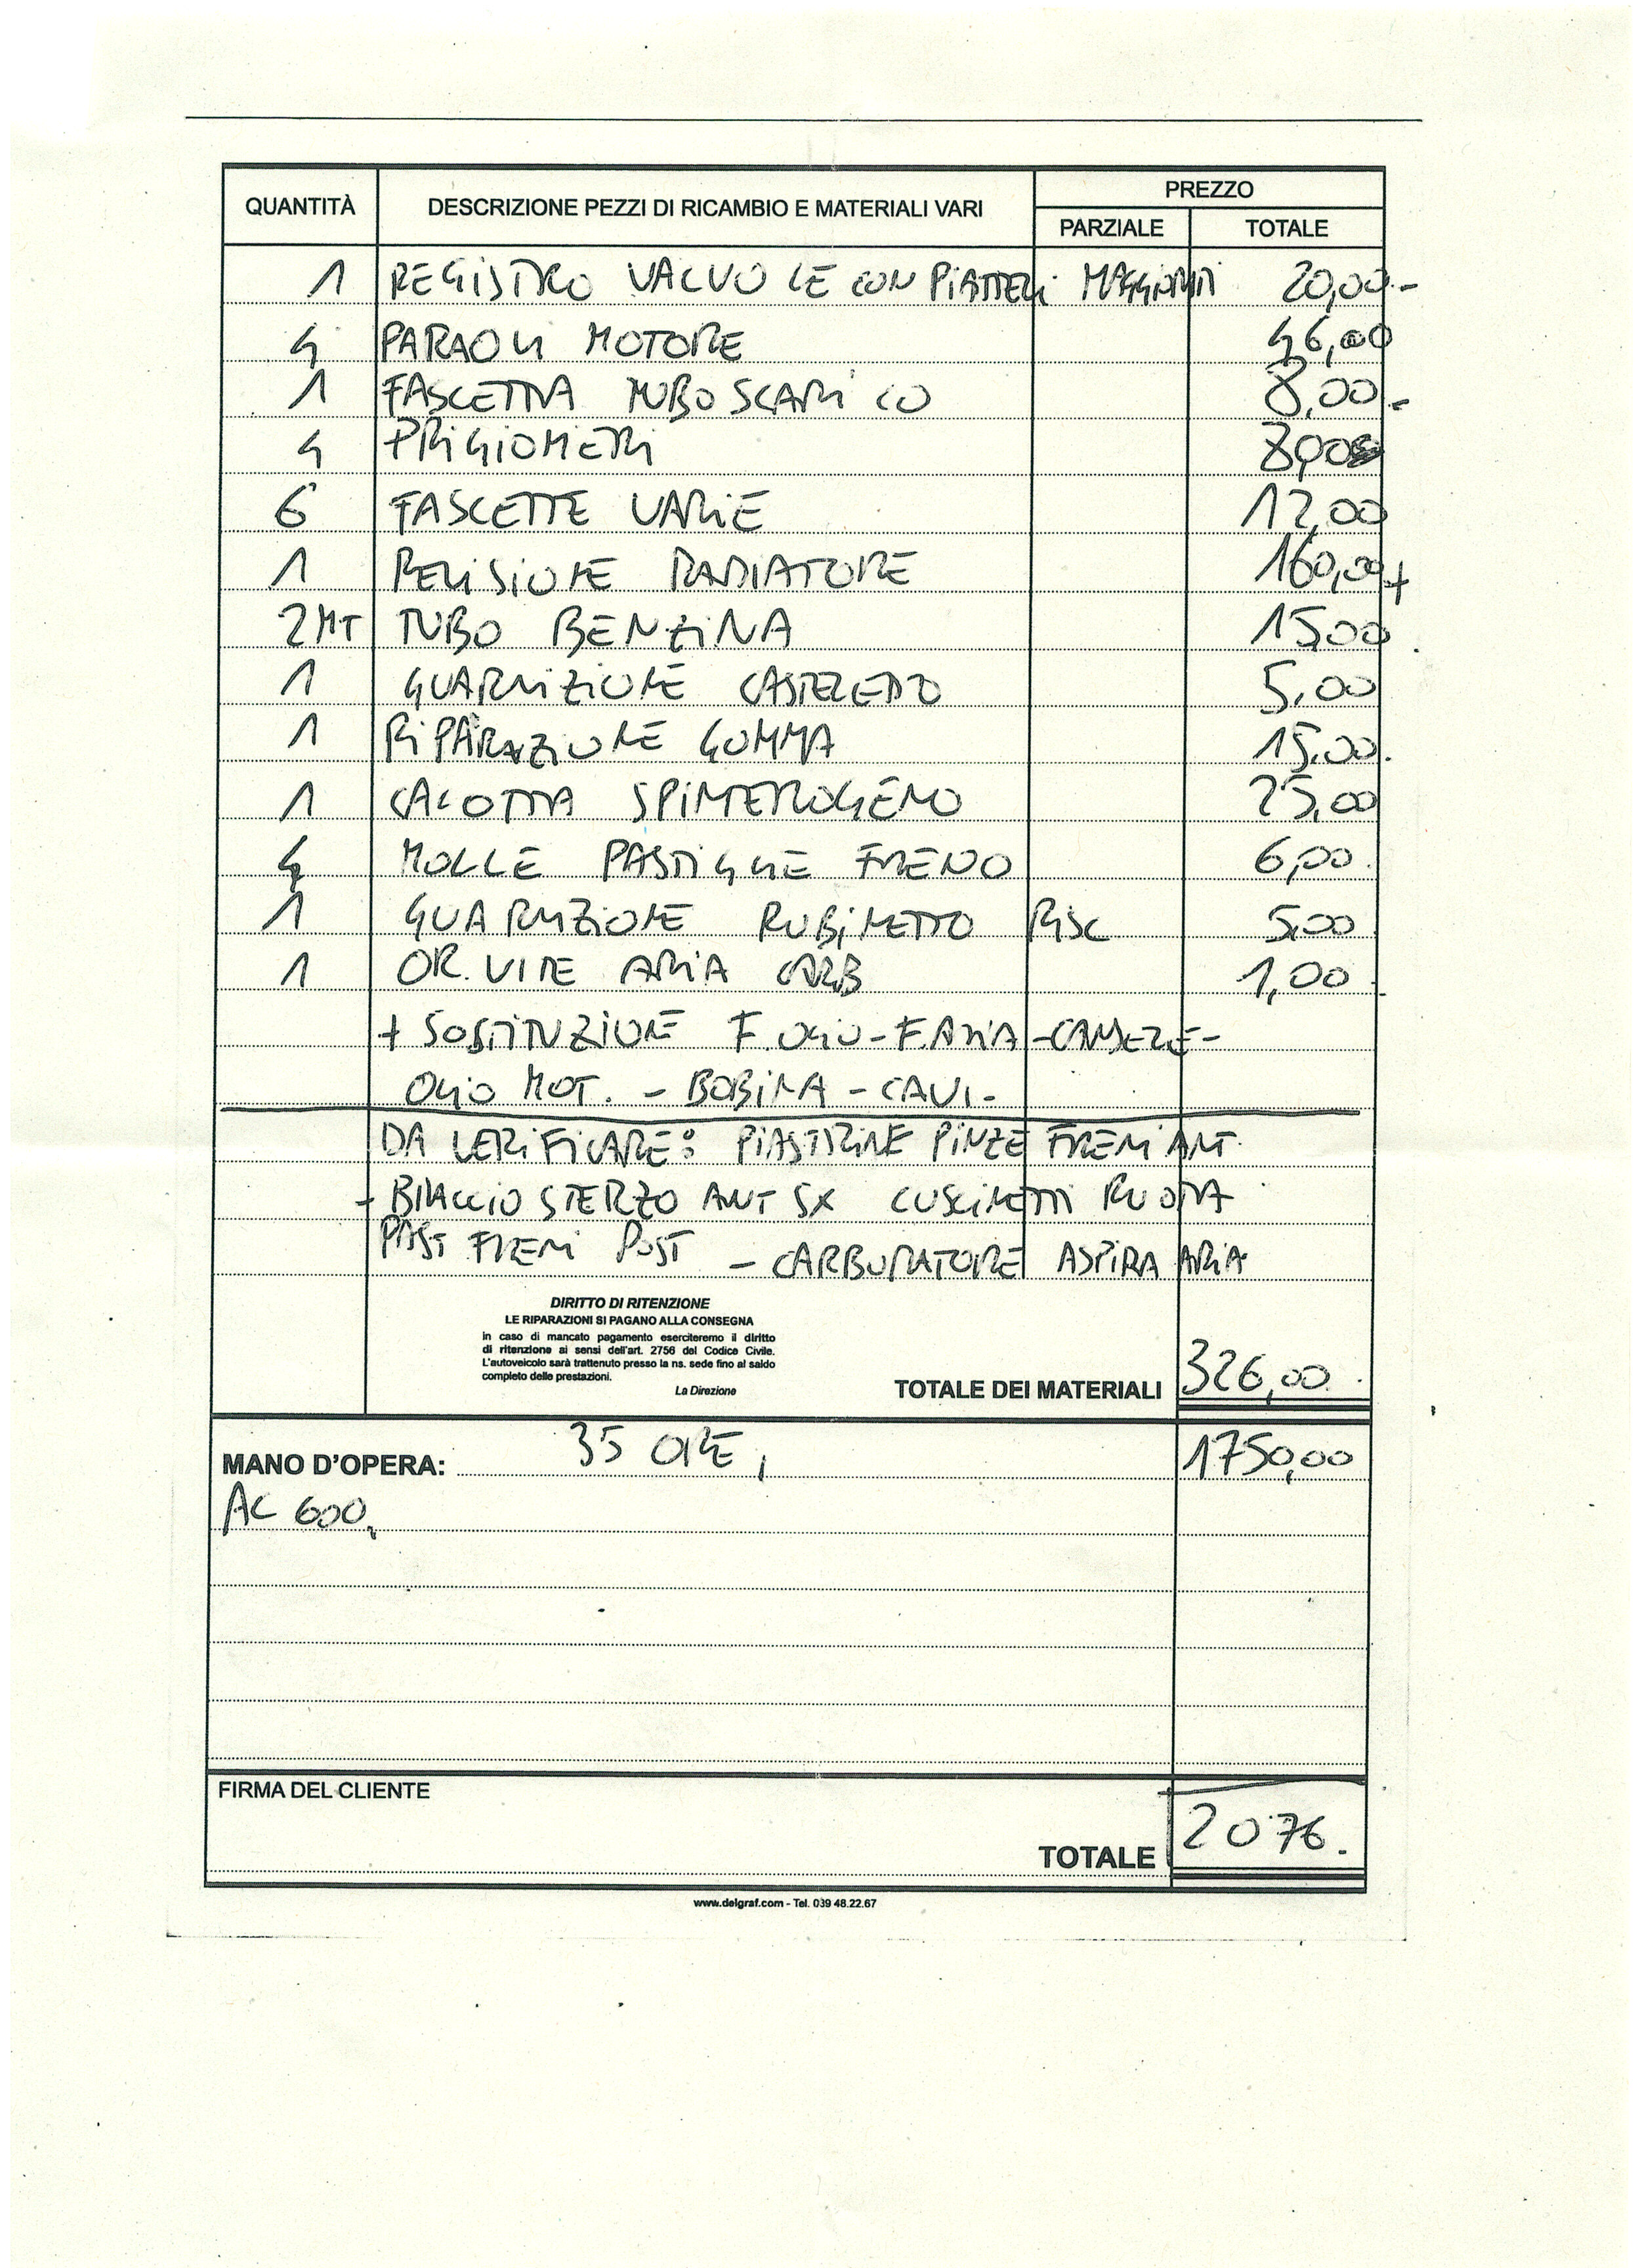 QUANTITÀ DESCRIZIONE PEZZI DI RICAMBIO E MATERIALI VARI PREZZO
PARZIALE TOTALE
1 REGISTRO VALVOLE CON PIATTELLI MAGGIORATI 20,00.-
4 PARAOLI MOTORE 46,00
1 FASCETTA TUBO SCARICO 8,00.-
4 PRIGIONIERI 8,00
6 FASCETTE VARIE 12,00
1 REVISIONE RADIATORE 160,00+
2MT TUBO BENZINA 15,00
1 GUARNIZIONE 5,00
1 RIPARAZIONE GOMMA 15,00.
1 CALOTTA SPINTEROGENO 25,00
4 MOLLE PASTIGLIE FRENO 6,00.
1 GUARNIZIONE RUBINETTO RISC 5,00
1 OR. VITE ARIA CARB 1,00
+ SOSTITUZIONE F. OLIO - F. ARIA - CANDELE -
OLIO MOT. - BOBINA - CAVI -
DA VERIFICARE: PIASTRINE PINZE FRENI ANT.
- BRACCIO STERZO ANT SX CUSCINETTI RUOTA
PAST FRENI POST - CARBURATORE ASPIRA ARIA
DIRITTO DI RITENZIONE
LE RIPARAZIONI SI PAGANO ALLA CONSEGNA
in caso di mancato pagamento eserciteremo il diritto
di ritenzione ai sensi dell'art. 2756 del Codice Civile.
L'autoveicolo sarà trattenuto presso la ns. sede fino al saldo
completo delle prestazioni.
La Direzione
TOTALE DEI MATERIALI 326,00.
MANO D'OPERA: 35 ORE, 1750,00
AC 600,
FIRMA DEL CLIENTE
TOTALE 2076.
www.delgraf.com - Tel. 039 48.22.67